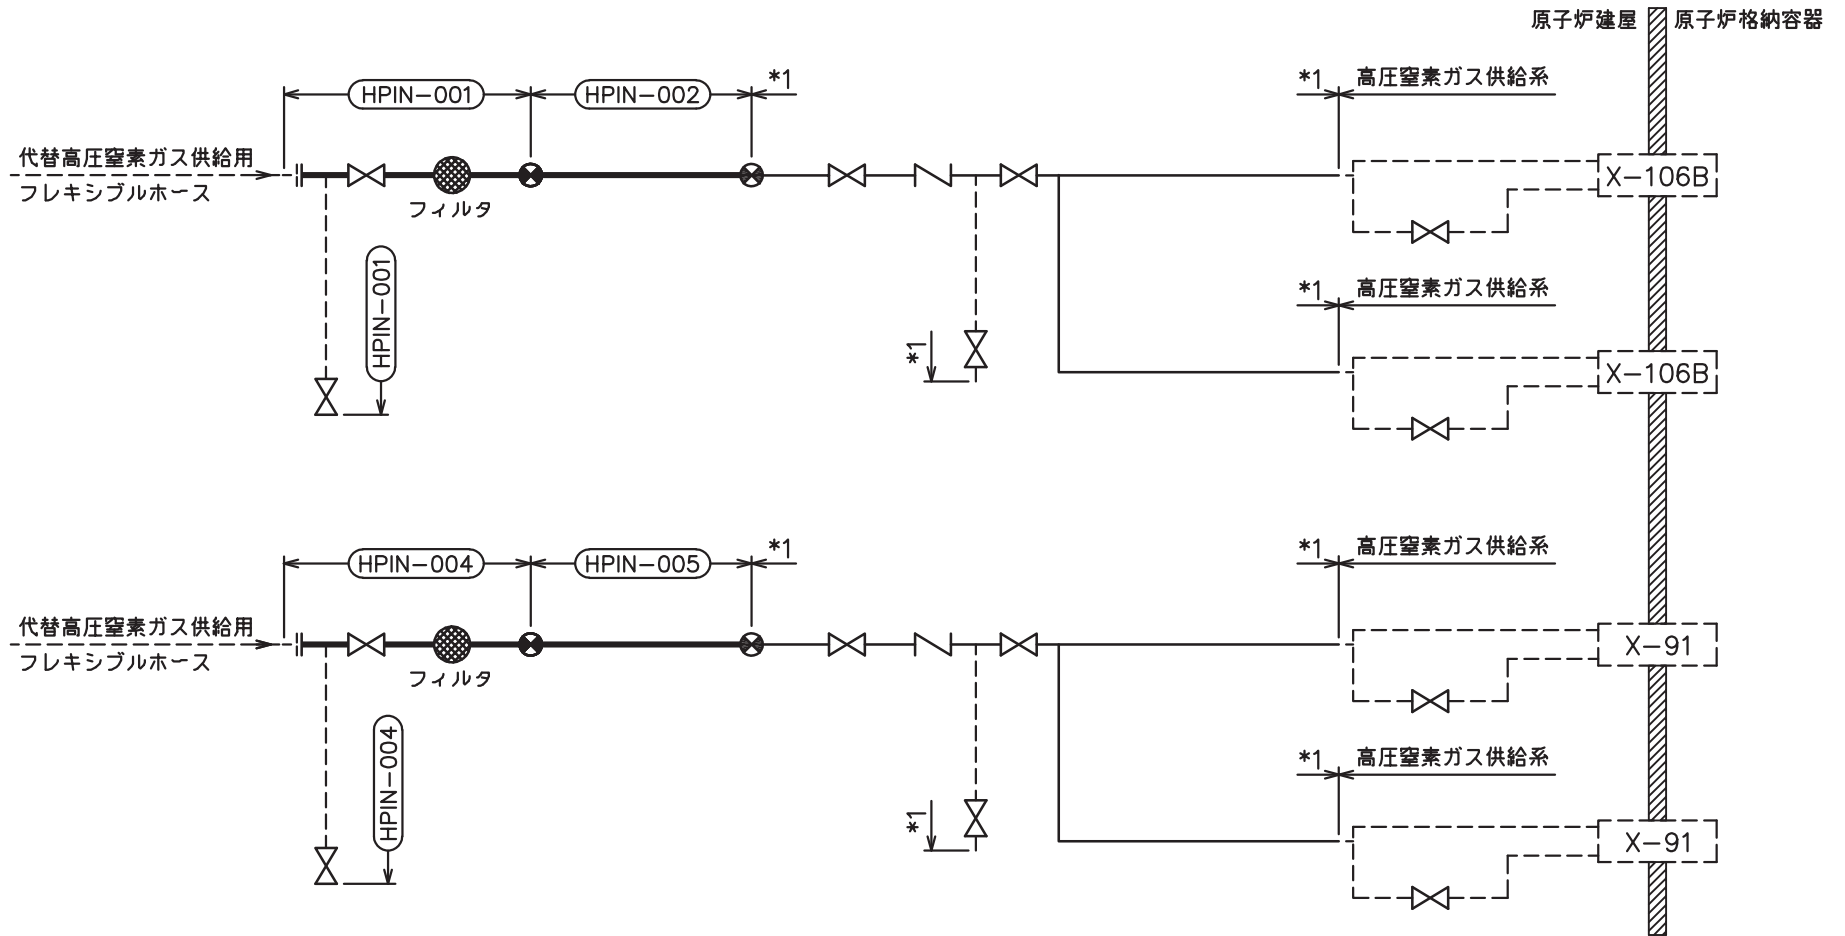 原子炉建屋 原子炉格納容器
HPIN-001 HPIN-002 *1 *1 高圧窒素ガス供給系
代替高圧窒素ガス供給用
フレキシブルホース
フィルタ
X-106B
HPIN-001
*1 高圧窒素ガス供給系
*1
X-106B
HPIN-004 HPIN-005 *1 *1 高圧窒素ガス供給系
代替高圧窒素ガス供給用
フレキシブルホース
フィルタ
X-91
HPIN-004
*1 高圧窒素ガス供給系
*1
X-91